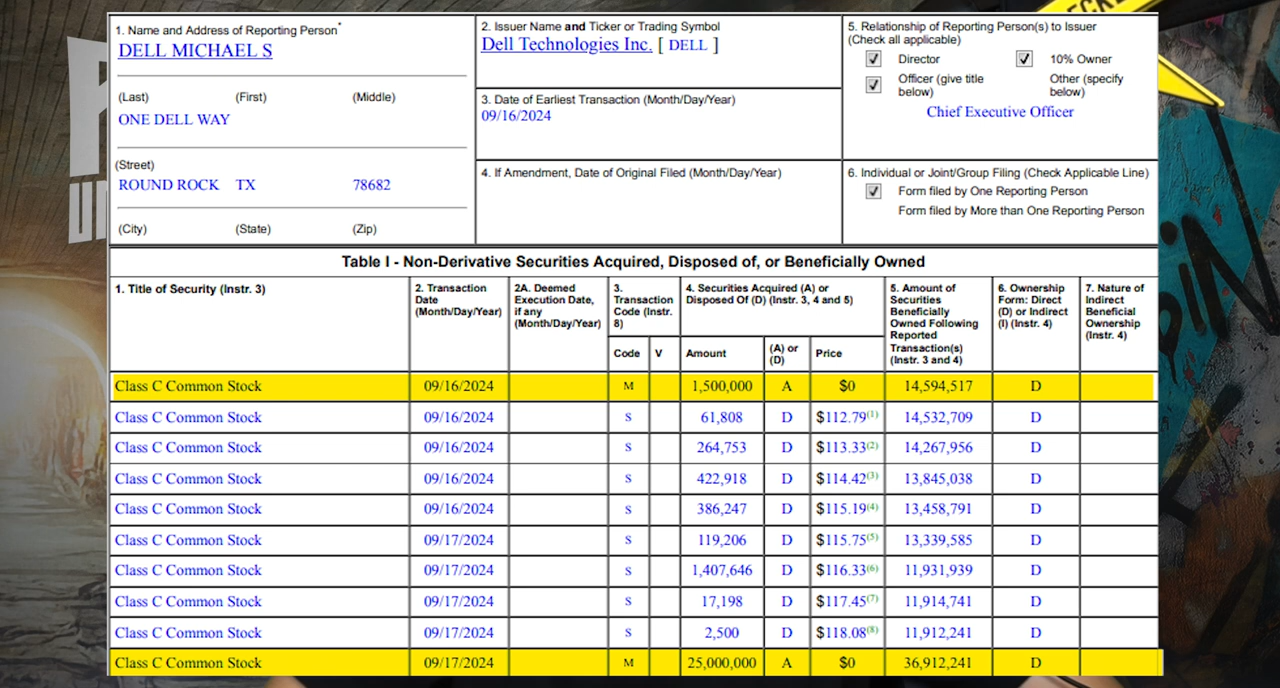 1. Name and Address of Reporting Person*
DELL MICHAEL S
(Last) (First) (Middle)
ONE DELL WAY
(Street)
ROUND ROCK TX 78682
(City) (State) (Zip)
2. Issuer Name and Ticker or Trading Symbol
Dell Technologies Inc. [ DELL ]
3. Date of Earliest Transaction (Month/Day/Year)
09/16/2024
4. If Amendment, Date of Original Filed (Month/Day/Year)
5. Relationship of Reporting Person(s) to Issuer
(Check all applicable)
Director 10% Owner
Officer (give title Other (specify
below) below)
Chief Executive Officer
6. Individual or Joint/Group Filing (Check Applicable Line)
Form filed by One Reporting Person
Form filed by More than One Reporting Person
Table I - Non-Derivative Securities Acquired, Disposed of, or Beneficially Owned
1. Title of Security (Instr. 3)
2. Transaction
Date
(Month/Day/Year)
2A. Deemed
Execution Date,
if any
(Month/Day/Year)
3.
Transaction
Code (Instr.
8)
4. Securities Acquired (A) or
Disposed Of (D) (Instr. 3, 4 and 5)
5. Amount of
Securities
Beneficially
Owned Following
Reported
Transaction(s)
(Instr. 3 and 4)
6. Ownership
Form: Direct
(D) or Indirect
(I) (Instr. 4)
7. Nature of
Indirect
Beneficial
Ownership
(Instr. 4)
Code V Amount (A) or
(D) Price
Class C Common Stock 09/16/2024 M 1,500,000 A $0 14,594,517 D
Class C Common Stock 09/16/2024 S 61,808 D $112.79(1) 14,532,709 D
Class C Common Stock 09/16/2024 S 264,753 D $113.33(2) 14,267,956 D
Class C Common Stock 09/16/2024 S 422,918 D $114.42(3) 13,845,038 D
Class C Common Stock 09/16/2024 S 386,247 D $115.19(4) 13,458,791 D
Class C Common Stock 09/17/2024 S 119,206 D $115.75(5) 13,339,585 D
Class C Common Stock 09/17/2024 S 1,407,646 D $116.33(6) 11,931,939 D
Class C Common Stock 09/17/2024 S 17,198 D $117.45(7) 11,914,741 D
Class C Common Stock 09/17/2024 S 2,500 D $118.08(8) 11,912,241 D
Class C Common Stock 09/17/2024 M 25,000,000 A $0 36,912,241 D